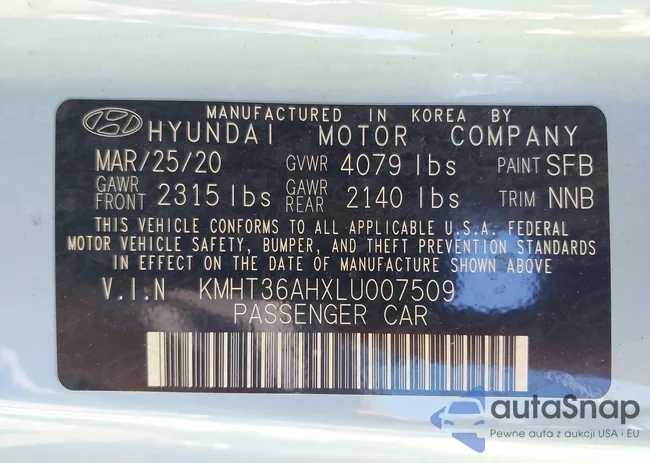 MANUFACTURED IN KOREA BY
HYUNDAI MOTOR COMPANY
MAR/25/20 GVWR 4079 lbs PAINT SFB
GAWR FRONT 2315 lbs GAWR REAR 2140 lbs TRIM NNB
THIS VEHICLE CONFORMS TO ALL APPLICABLE U.S.A. FEDERAL
MOTOR VEHICLE SAFETY, BUMPER, AND THEFT PREVENTION STANDARDS
IN EFFECT ON THE DATE OF MANUFACTURE SHOWN ABOVE
V.I.N KMHT36AHXLU007509
PASSENGER CAR
autaSnap
Pewne auta z aukcji USA i EU